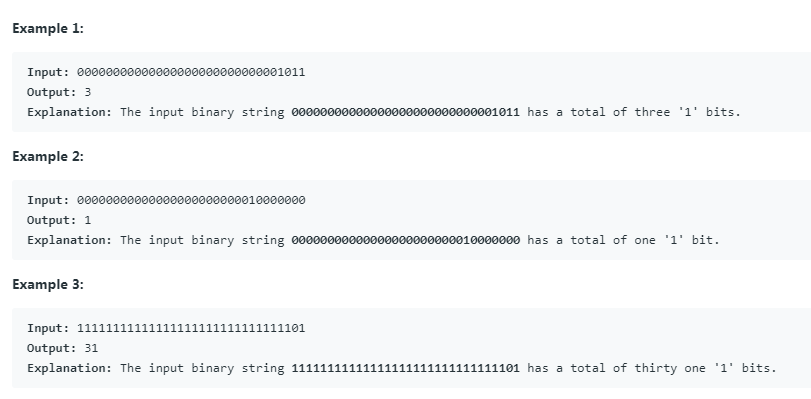 Example 1:
Input: 00000000000000000000000000001011
Output: 3
Explanation: The input binary string 00000000000000000000000000001011 has a total of three '1' bits.
Example 2:
Input: 00000000000000000000000010000000
Output: 1
Explanation: The input binary string 00000000000000000000000010000000 has a total of one '1' bit.
Example 3:
Input: 11111111111111111111111111111101
Output: 31
Explanation: The input binary string 11111111111111111111111111111101 has a total of thirty one '1' bits.